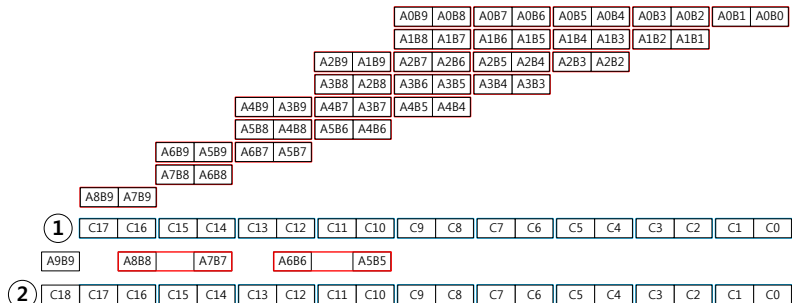 A0B9 A0B8 A0B7 A0B6 A0B5 A0B4 A0B3 A0B2 A0B1 A0B0
A1B8 A1B7 A1B6 A1B5 A1B4 A1B3 A1B2 A1B1
A2B9 A1B9 A2B7 A2B6 A2B5 A2B4 A2B3 A2B2
A3B8 A2B8 A3B6 A3B5 A3B4 A3B3
A4B9 A3B9 A4B7 A3B7 A4B5 A4B4
A5B8 A4B8 A5B6 A4B6
A6B9 A5B9 A6B7 A5B7
A7B8 A6B8
A8B9 A7B9
1 C17 C16 C15 C14 C13 C12 C11 C10 C9 C8 C7 C6 C5 C4 C3 C2 C1 C0
A9B9 A8B8 A7B7 A6B6 A5B5
2 C18 C17 C16 C15 C14 C13 C12 C11 C10 C9 C8 C7 C6 C5 C4 C3 C2 C1 C0